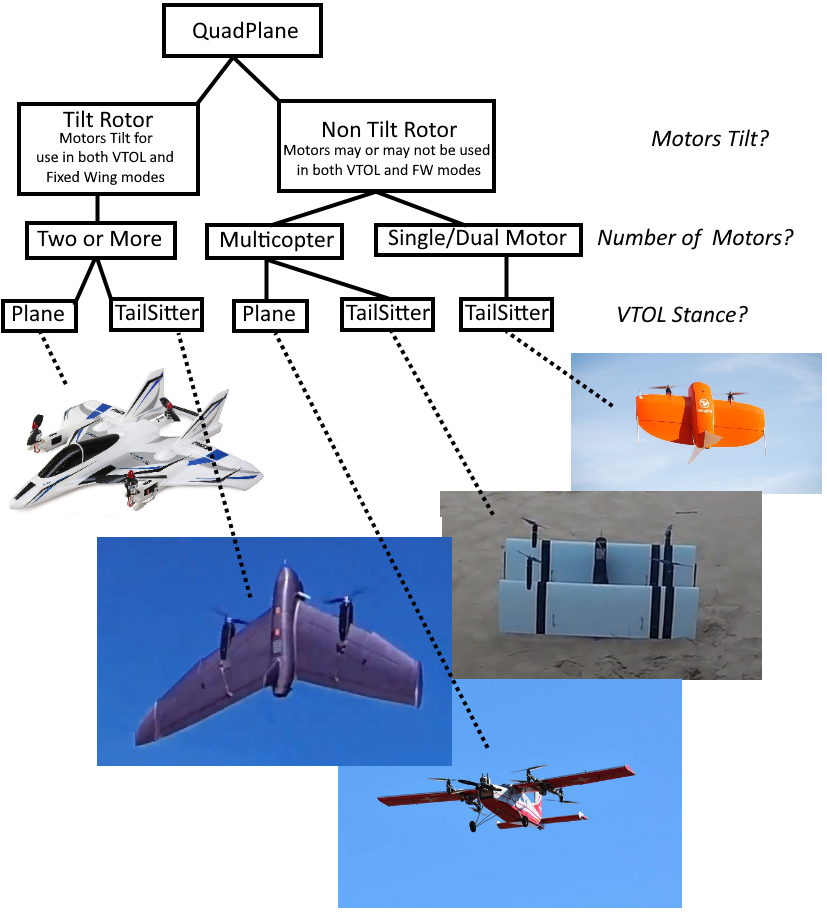 QuadPlane
Tilt Rotor
Motors Tilt for
use in both VTOL and
Fixed Wing modes
Non Tilt Rotor
Motors may or may not be used
in both VTOL and FW modes
Motors Tilt?
Two or More
Multicopter
Single/Dual Motor
Number of Motors?
Plane
TailSitter
Plane
TailSitter
TailSitter
VTOL Stance?